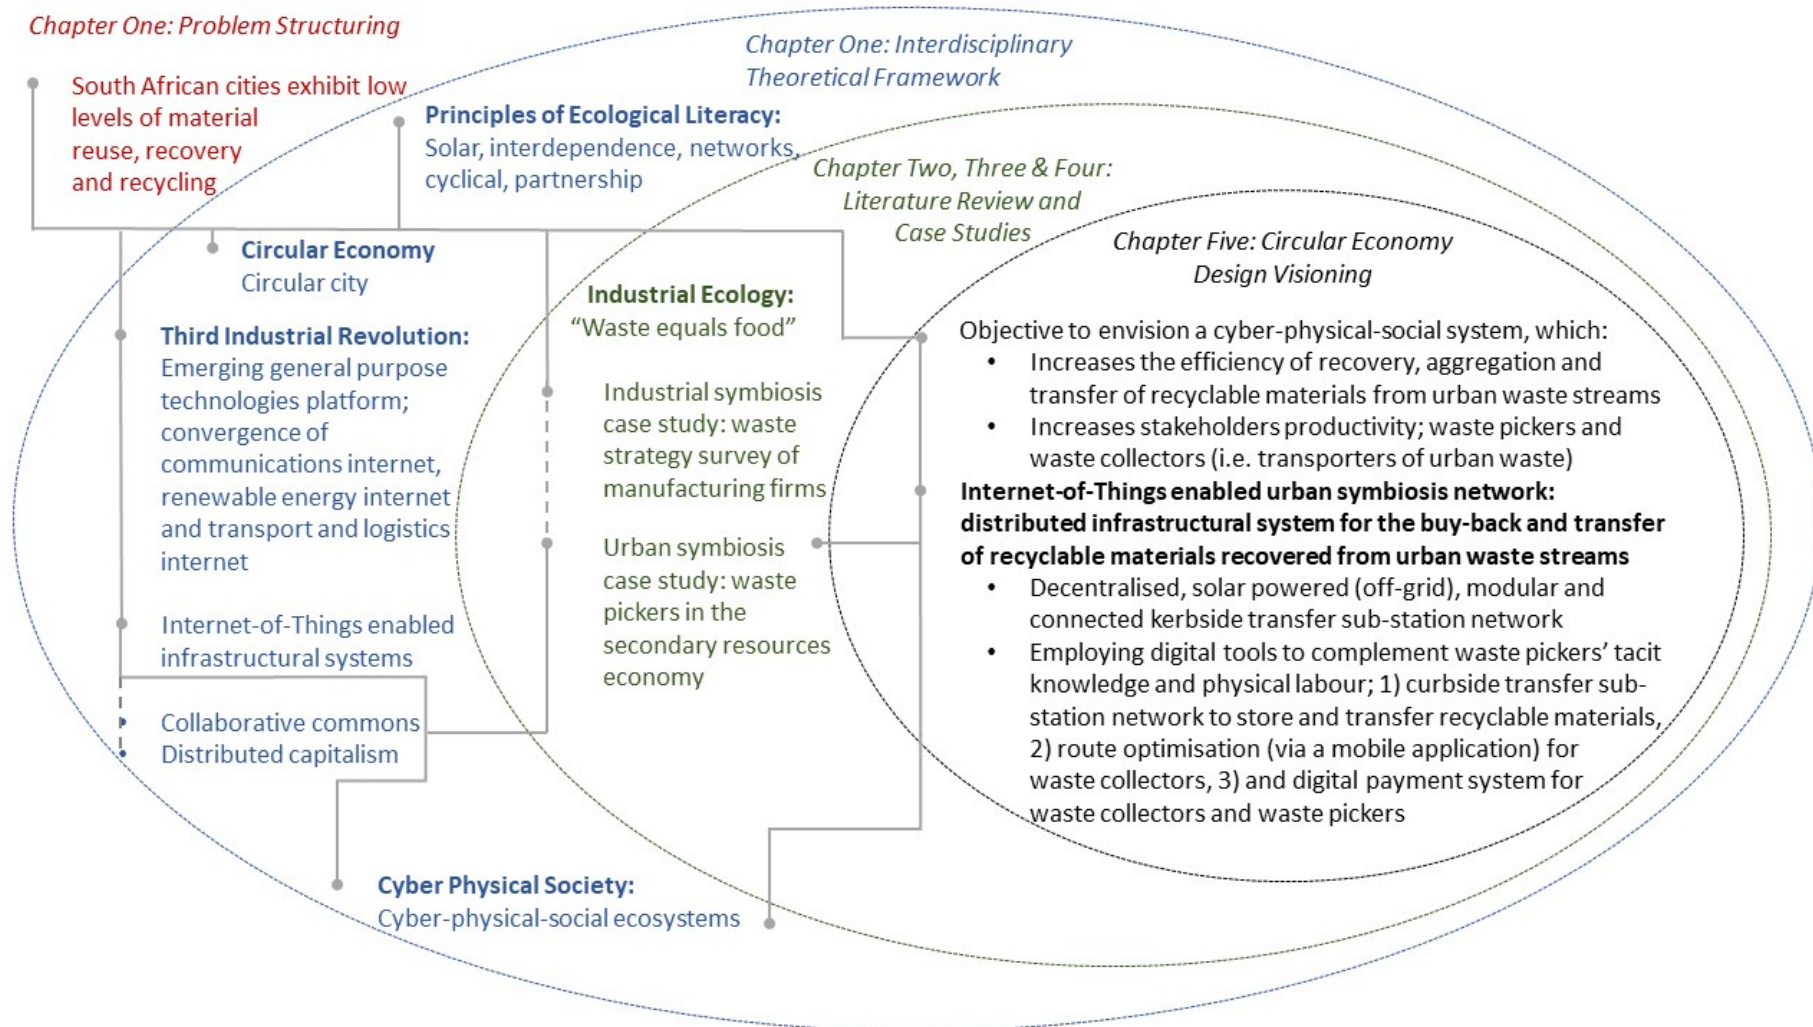 Chapter One: Problem Structuring
South African cities exhibit low
levels of material
reuse, recovery
and recycling
Chapter One: Interdisciplinary
Theoretical Framework
Principles of Ecological Literacy:
Solar, interdependence, networks,
cyclical, partnership
Circular Economy
Circular city
Third Industrial Revolution:
Emerging general purpose
technologies platform;
convergence of
communications internet,
renewable energy internet
and transport and logistics
internet
Internet-of-Things enabled
infrastructural systems
• Collaborative commons
• Distributed capitalism
Cyber Physical Society:
Cyber-physical-social ecosystems
Chapter Two, Three & Four:
Literature Review and
Case Studies
Industrial Ecology:
“Waste equals food”
Industrial symbiosis
case study: waste
strategy survey of
manufacturing firms
Urban symbiosis
case study: waste
pickers in the
secondary resources
economy
Chapter Five: Circular Economy
Design Visioning
Objective to envision a cyber-physical-social system, which:
• Increases the efficiency of recovery, aggregation and
transfer of recyclable materials from urban waste streams
• Increases stakeholders productivity; waste pickers and
waste collectors (i.e. transporters of urban waste)
Internet-of-Things enabled urban symbiosis network:
distributed infrastructural system for the buy-back and transfer
of recyclable materials recovered from urban waste streams
• Decentralised, solar powered (off-grid), modular and
connected kerbside transfer sub-station network
• Employing digital tools to complement waste pickers’ tacit
knowledge and physical labour; 1) curbside transfer sub-
station network to store and transfer recyclable materials,
2) route optimisation (via a mobile application) for
waste collectors, 3) and digital payment system for
waste collectors and waste pickers